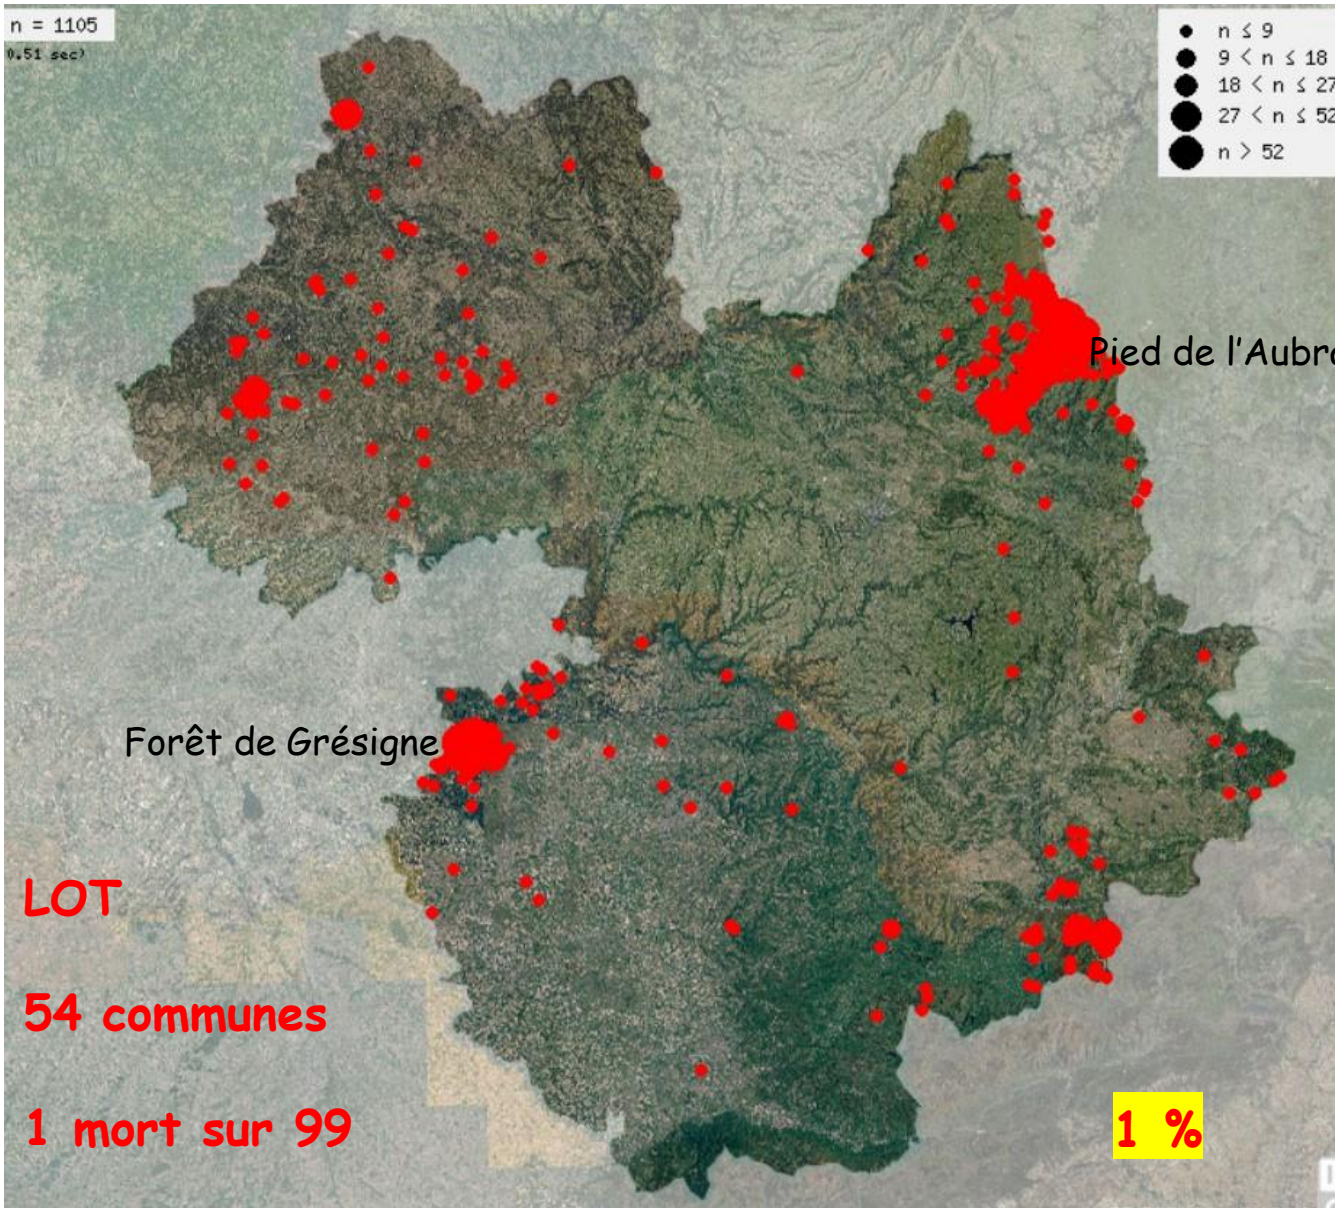 n = 1105
0.51 sec)
n ≤ 9
9 < n ≤ 18
18 < n ≤ 27
27 < n ≤ 52
n > 52
Pied de l'Aubra
Forêt de Grésigne
LOT
54 communes
1 mort sur 99
1 %